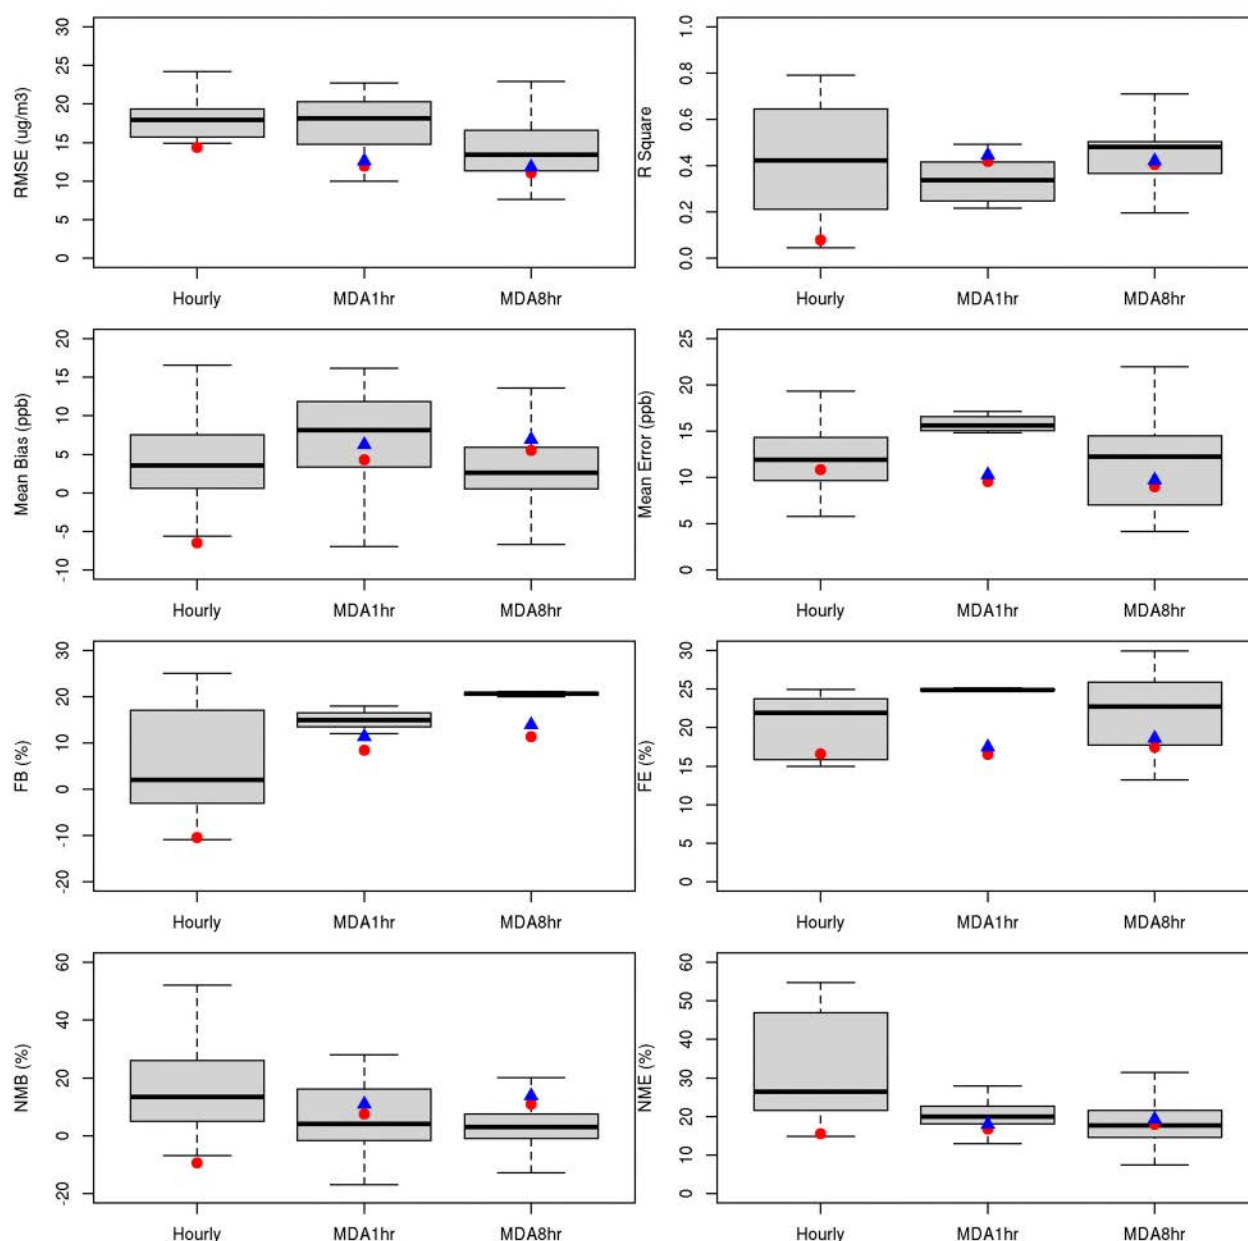 RMSE (ug/m3)
0 5 10 15 20 25 30
Hourly MDA1hr MDA8hr
R Square
0.0 0.2 0.4 0.6 0.8 1.0
Hourly MDA1hr MDA8hr
Mean Bias (ppb)
-10 -5 0 5 10 15 20
Hourly MDA1hr MDA8hr
Mean Error (ppb)
0 5 10 15 20 25
Hourly MDA1hr MDA8hr
FB (%)
-20 -10 0 10 20 30
Hourly MDA1hr MDA8hr
FE (%)
0 5 10 15 20 25 30
Hourly MDA1hr MDA8hr
NMB (%)
-20 0 20 40 60
Hourly MDA1hr MDA8hr
NME (%)
0 10 20 30 40 50 60
Hourly MDA1hr MDA8hr